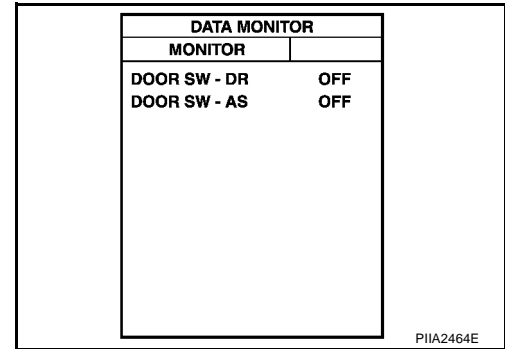 DATA MONITOR
MONITOR
DOOR SW - DR OFF
DOOR SW - AS OFF
PIIA2464E